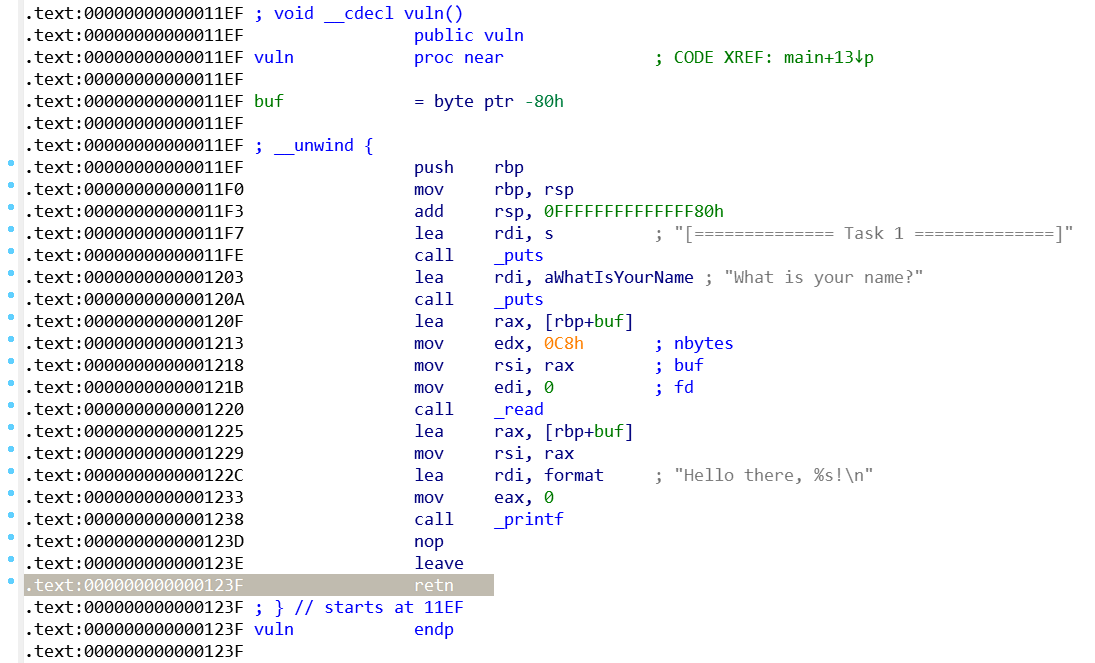 .text:00000000000011EF ; void __cdecl vuln()
.text:00000000000011EF public vuln
.text:00000000000011EF vuln proc near ; CODE XREF: main+13↓p
.text:00000000000011EF
.text:00000000000011EF buf = byte ptr -80h
.text:00000000000011EF
.text:00000000000011EF ; __unwind {
.text:00000000000011EF push rbp
.text:00000000000011F0 mov rbp, rsp
.text:00000000000011F3 add rsp, 0FFFFFFFFFFFFFF80h
.text:00000000000011F7 lea rdi, s ; "[============== Task 1 ==============]"
.text:00000000000011FE call _puts
.text:0000000000001203 lea rdi, aWhatIsYourName ; "What is your name?"
.text:000000000000120A call _puts
.text:000000000000120F lea rax, [rbp+buf]
.text:0000000000001213 mov edx, 0C8h ; nbytes
.text:0000000000001218 mov rsi, rax ; buf
.text:000000000000121B mov edi, 0 ; fd
.text:0000000000001220 call _read
.text:0000000000001225 lea rax, [rbp+buf]
.text:0000000000001229 mov rsi, rax
.text:000000000000122C lea rdi, format ; "Hello there, %s!\n"
.text:0000000000001233 mov eax, 0
.text:0000000000001238 call _printf
.text:000000000000123D nop
.text:000000000000123E leave
.text:000000000000123F retn
.text:000000000000123F ; } // starts at 11EF
.text:000000000000123F vuln endp
.text:000000000000123F